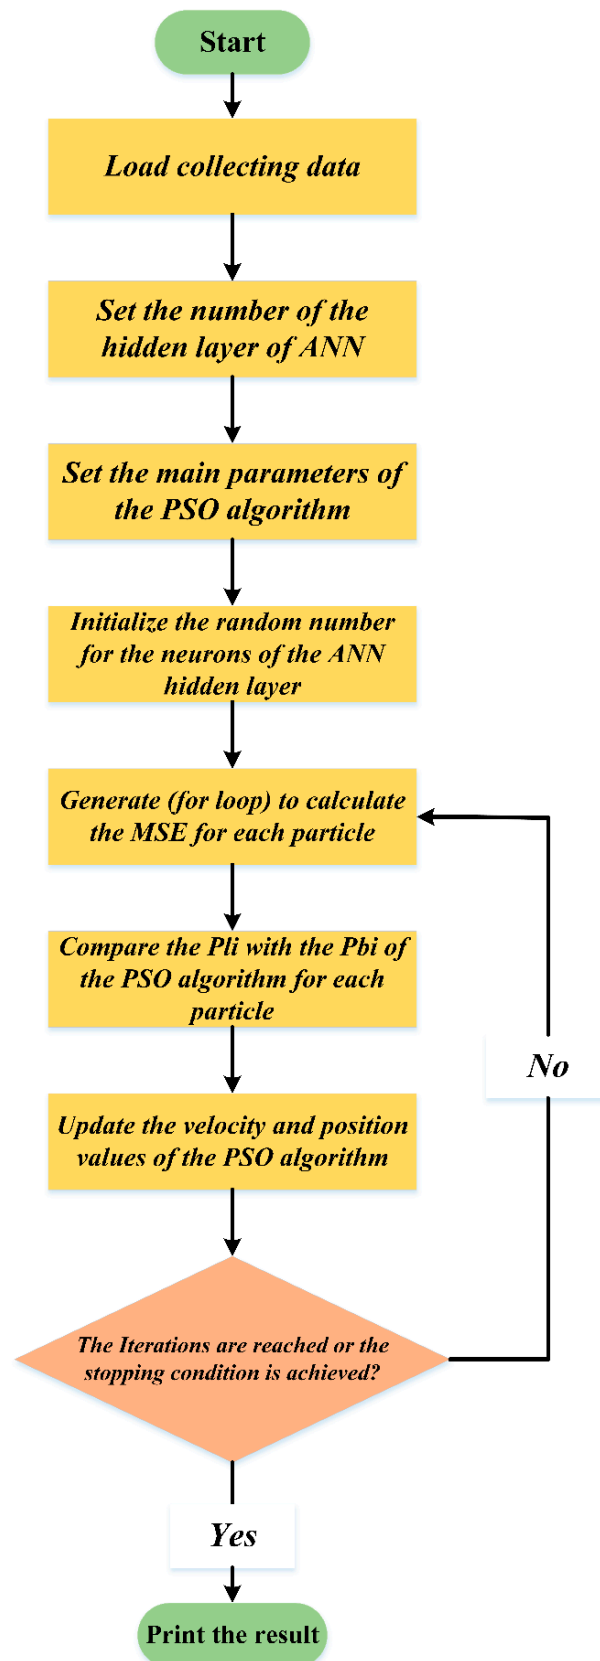 Start
Load collecting data
Set the number of the
hidden layer of ANN
Set the main parameters of
the PSO algorithm
Initialize the random number
for the neurons of the ANN
hidden layer
Generate (for loop) to calculate
the MSE for each particle
Compare the Pli with the Pbi of
the PSO algorithm for each
particle
No
Update the velocity and position
values of the PSO algorithm
The Iterations are reached or the
stopping condition is achieved?
Yes
Print the result